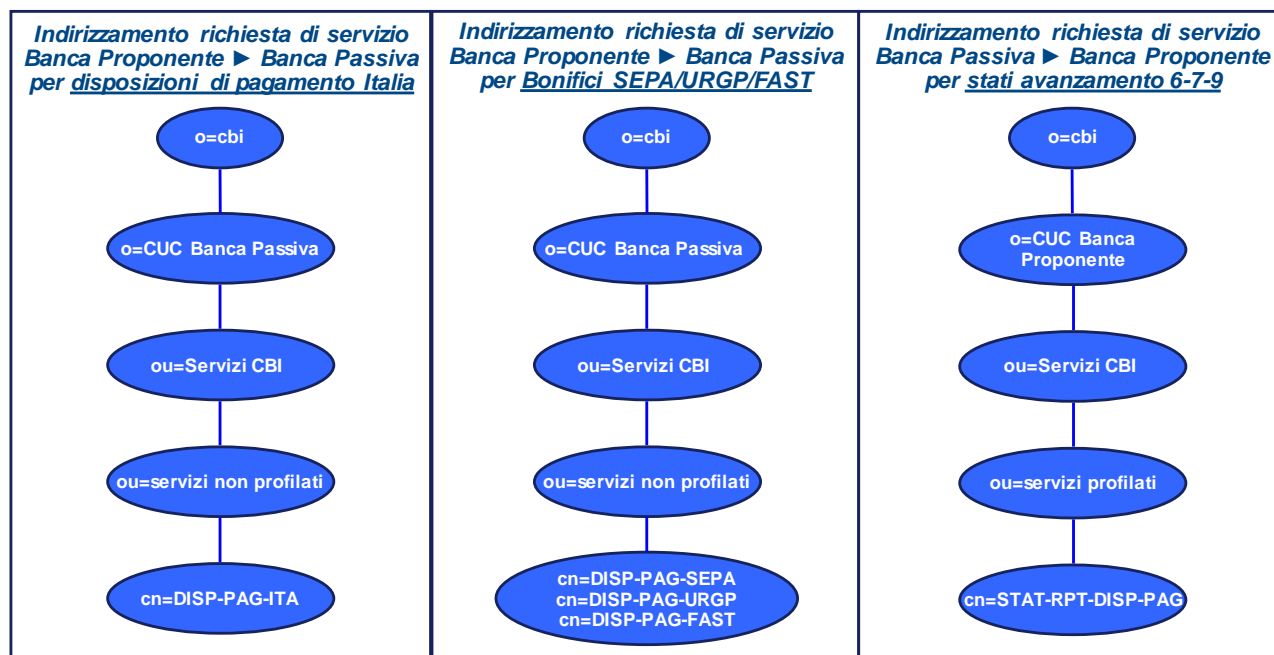 Indirizzamento richiesta di servizio
Banca Proponente ► Banca Passiva
per disposizioni di pagamento Italia
o=cbi
o=CUC Banca Passiva
ou=Servizi CBI
ou=servizi non profilati
cn=DISP-PAG-ITA
Indirizzamento richiesta di servizio
Banca Proponente ► Banca Passiva
per Bonifici SEPA/URGP/FAST
o=cbi
o=CUC Banca Passiva
ou=Servizi CBI
ou=servizi non profilati
cn=DISP-PAG-SEPA
cn=DISP-PAG-URGP
cn=DISP-PAG-FAST
Indirizzamento richiesta di servizio
Banca Passiva ► Banca Proponente
per stati avanzamento 6-7-9
o=cbi
o=CUC Banca
Proponente
ou=Servizi CBI
ou=servizi profilati
cn=STAT-RPT-DISP-PAG